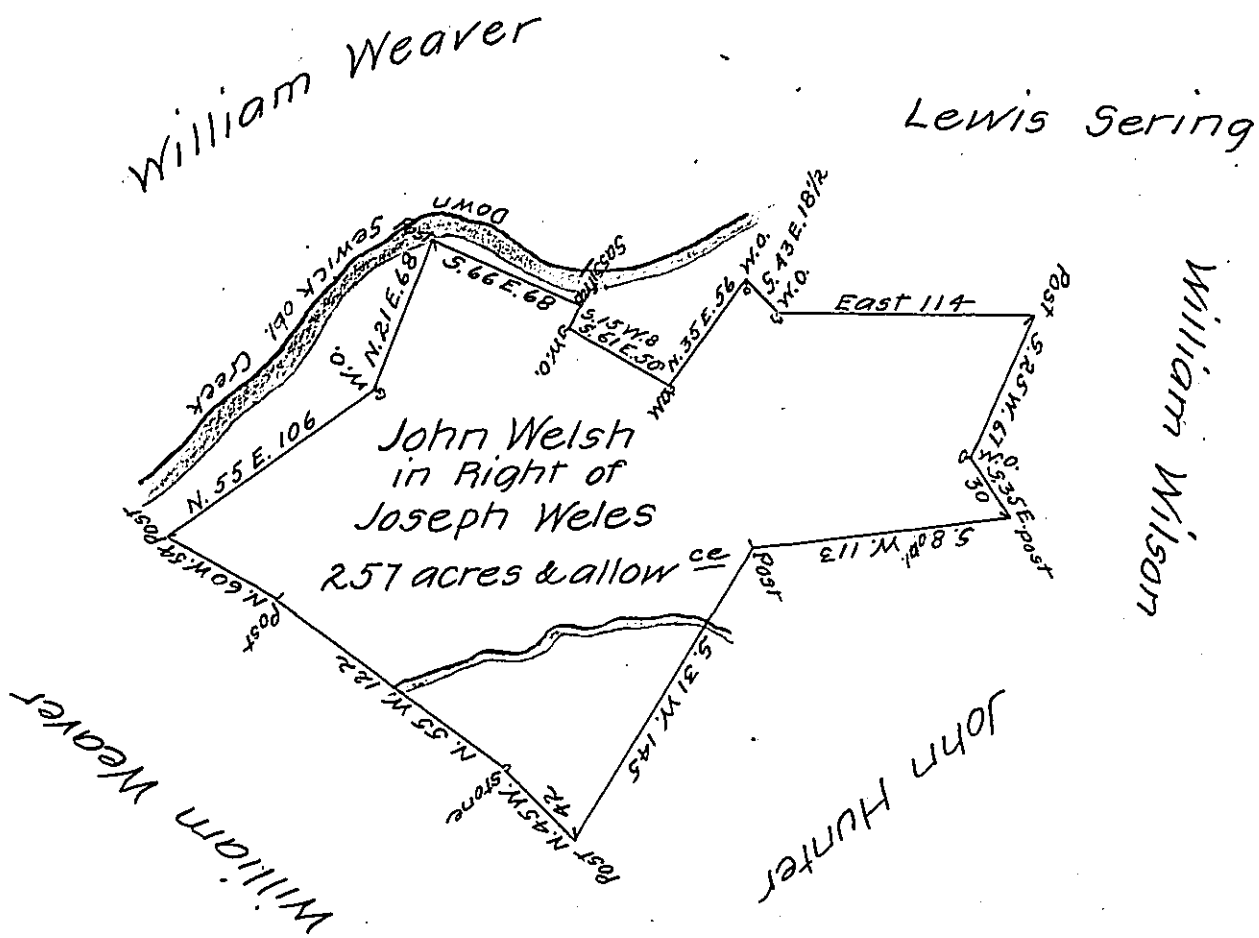 William Weaver
Lewis Sering
William Wilson
John Hunter
William Weaver
Down
Sewick obl.
Creek
John Welsh
in Right of
Joseph Weles
257 acres & allow ce
Post
N. 55 E. 106
W.O.
N. 21 E. 68
S. 66 E. 68
S. 15 W. 8
W.O.
S. 61 E. 50
N. 35 E. 56
W.O.
S. 43 E. 18 1/2
W.O.
East 114
Post
S. 25 W. 67
W.O.
S. 35 E.
30
Post
S. 80 obl. W. 113
Post
S. 31 W. 145
Post
N. 45 W.
42
Stone
N. 55 W. 122
Post
N. 60 W. 54